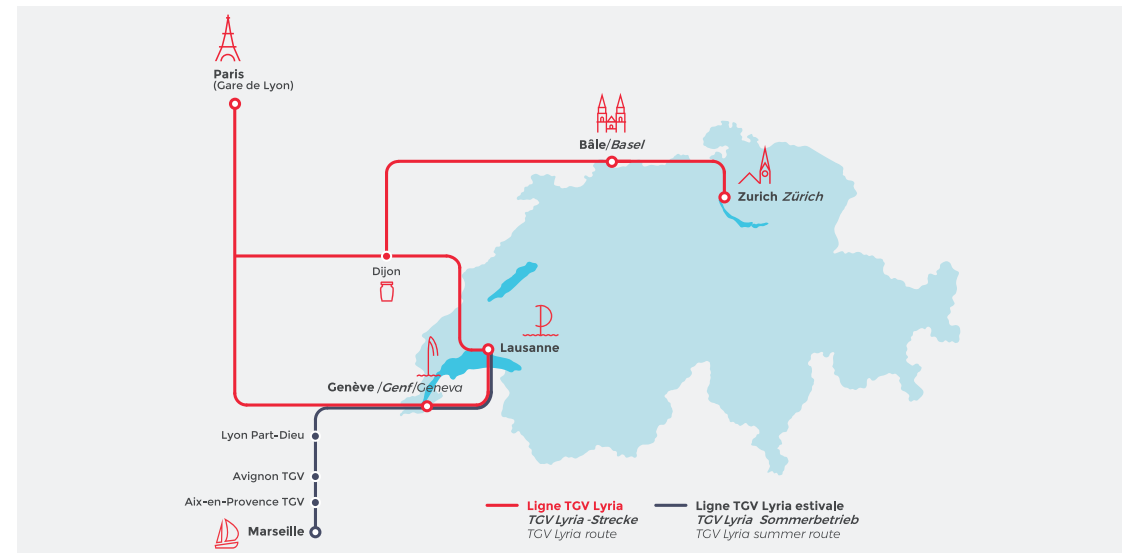 Paris
(Gare de Lyon)
Bâle/Basel
Zurich Zürich
Dijon
Lausanne
Genève /Genf/Geneva
Lyon Part-Dieu
Avignon TGV
Aix-en-Provence TGV
Marseille
Ligne TGV Lyria
TGV Lyria -Strecke
TGV Lyria route
Ligne TGV Lyria estivale
TGV Lyria Sommerbetrieb
TGV Lyria summer route